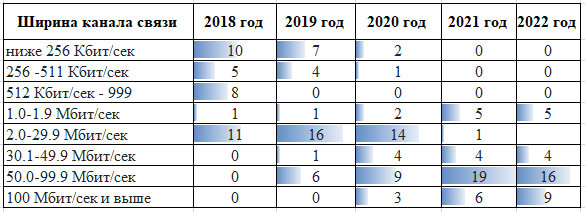 Ширина канала связи 2018 год 2019 год 2020 год 2021 год 2022 год
ниже 256 Кбит/сек 10 7 2 0 0
256 -511 Кбит/сек 5 4 1 0 0
512 Кбит/сек - 999 8 0 0 0 0
1.0-1.9 Мбит/сек 1 1 2 5 5
2.0-29.9 Мбит/сек 11 16 14 1
30.1-49.9 Мбит/сек 0 1 4 4 4
50.0-99.9 Мбит/сек 0 6 9 19 16
100 Мбит/сек и выше 0 0 3 6 9